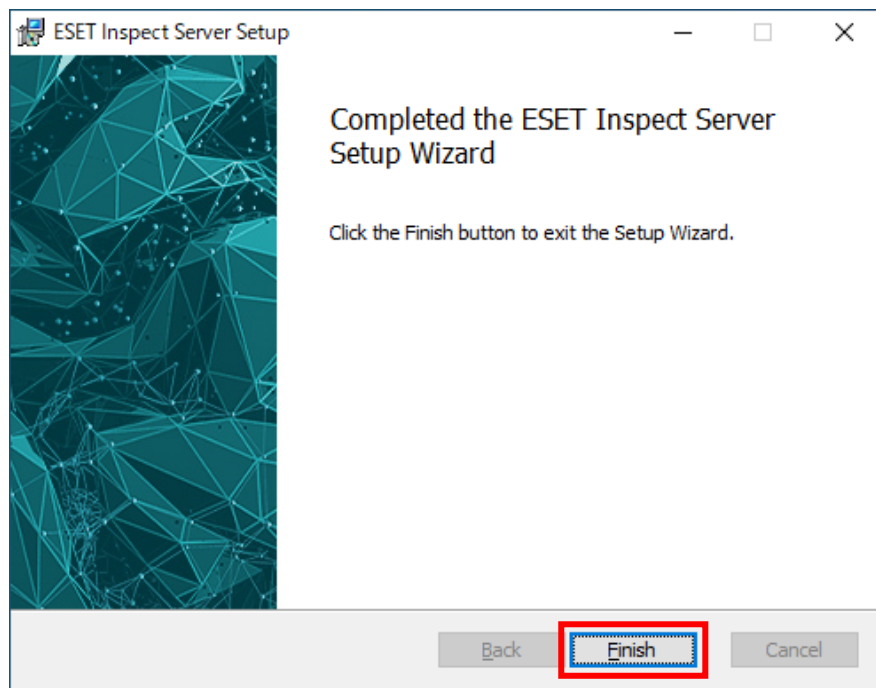 ESET Inspect Server Setup
Completed the ESET Inspect Server
Setup Wizard
Click the Finish button to exit the Setup Wizard.
Back
Finish
Cancel